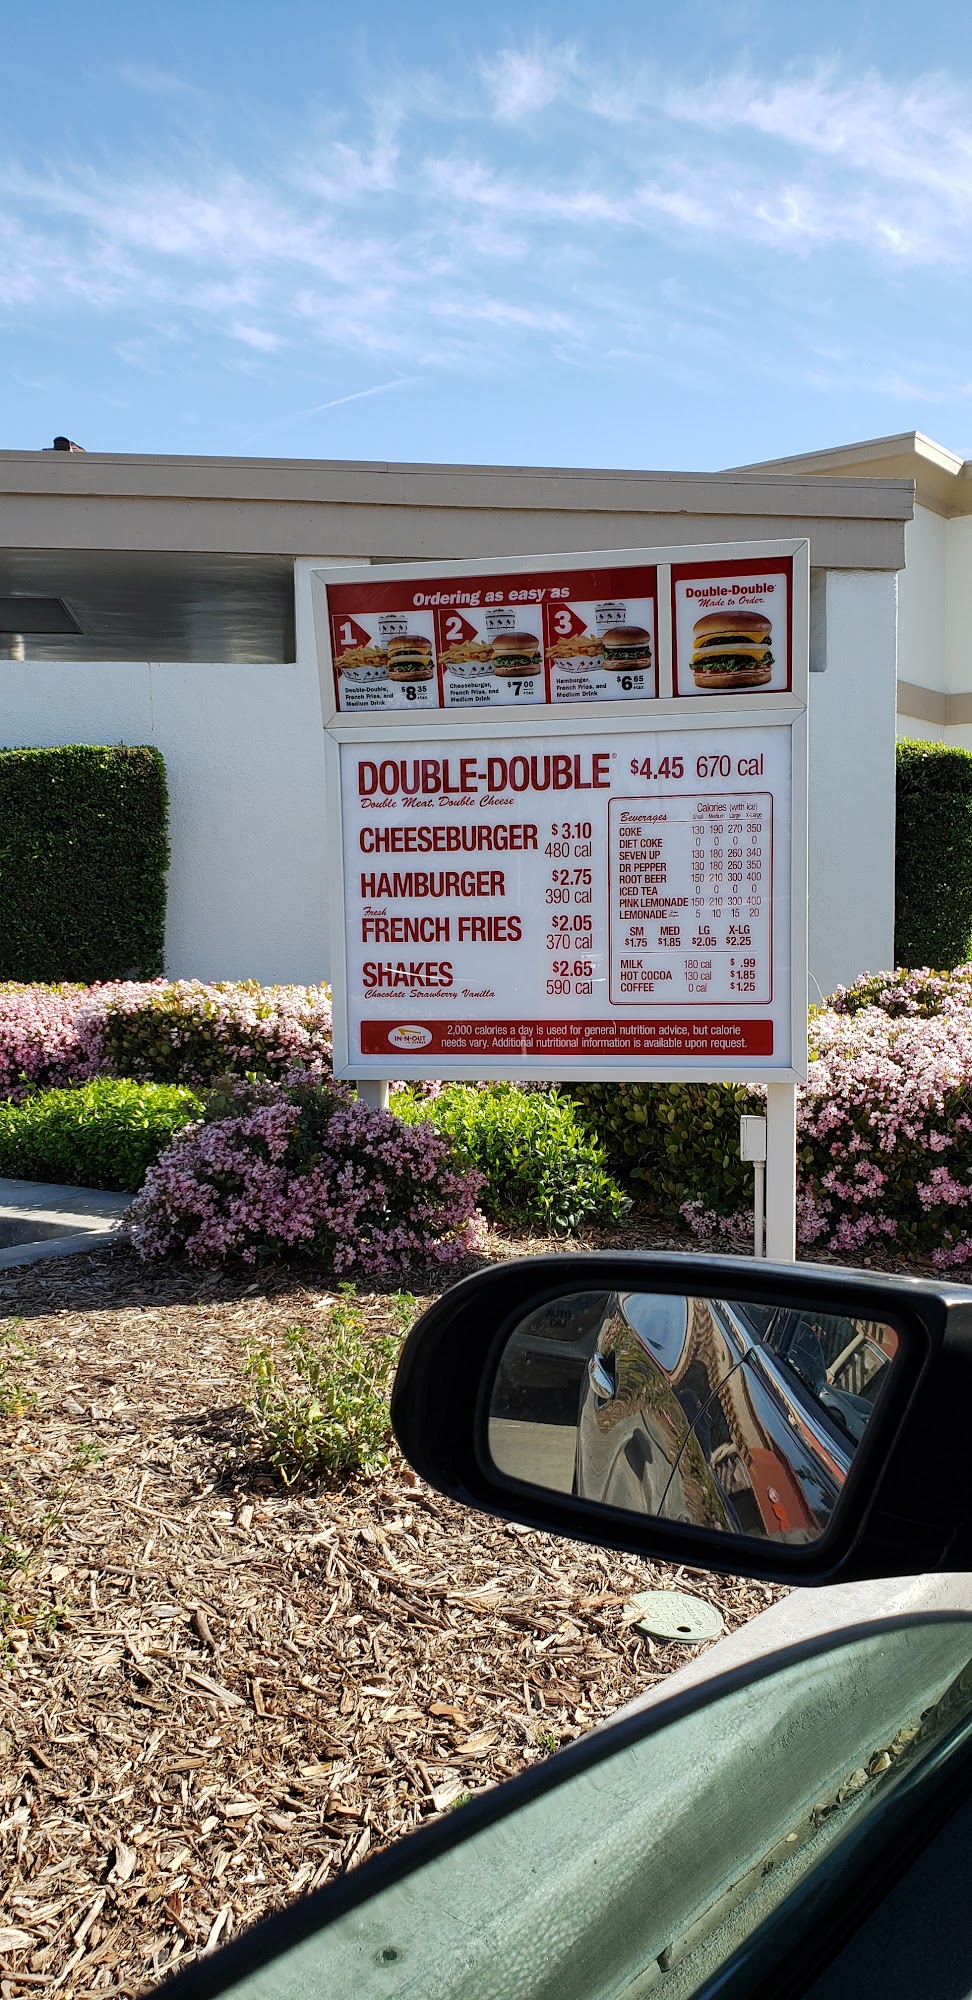 Ordering as easy as
1
Double-Double, French Fries, and Medium Drink
$8.35 +tax
2
Cheeseburger, French Fries, and Medium Drink
$7.00 +tax
3
Hamburger, French Fries, and Medium Drink
$6.65 +tax
Double-Double®
Made to Order.
DOUBLE-DOUBLE® $4.45 670 cal
Double Meat, Double Cheese
CHEESEBURGER $3.10
480 cal
HAMBURGER $2.75
390 cal
Fresh
FRENCH FRIES $2.05
370 cal
SHAKES $2.65
Chocolate Strawberry Vanilla 590 cal
Beverages Calories (with ice)
Small Medium Large X-Large
COKE 130 190 270 350
DIET COKE 0 0 0 0
SEVEN UP 130 180 260 340
DR PEPPER 130 180 260 350
ROOT BEER 150 210 300 400
ICED TEA 0 0 0 0
PINK LEMONADE 150 210 300 400
LEMONADE 5 10 15 20
SM MED LG X-LG
$1.75 $1.85 $2.05 $2.25
MILK 180 cal $.99
HOT COCOA 130 cal $1.85
COFFEE 0 cal $1.25
IN-N-OUT
2,000 calories a day is used for general nutrition advice, but calorie
needs vary. Additional nutritional information is available upon request.
AUTO
DIM